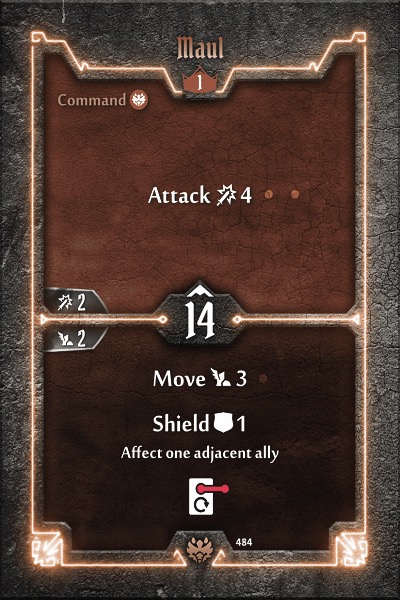 Maul
1
Command
Attack 4
2
14
2
Move 3
Shield 1
Affect one adjacent ally
484